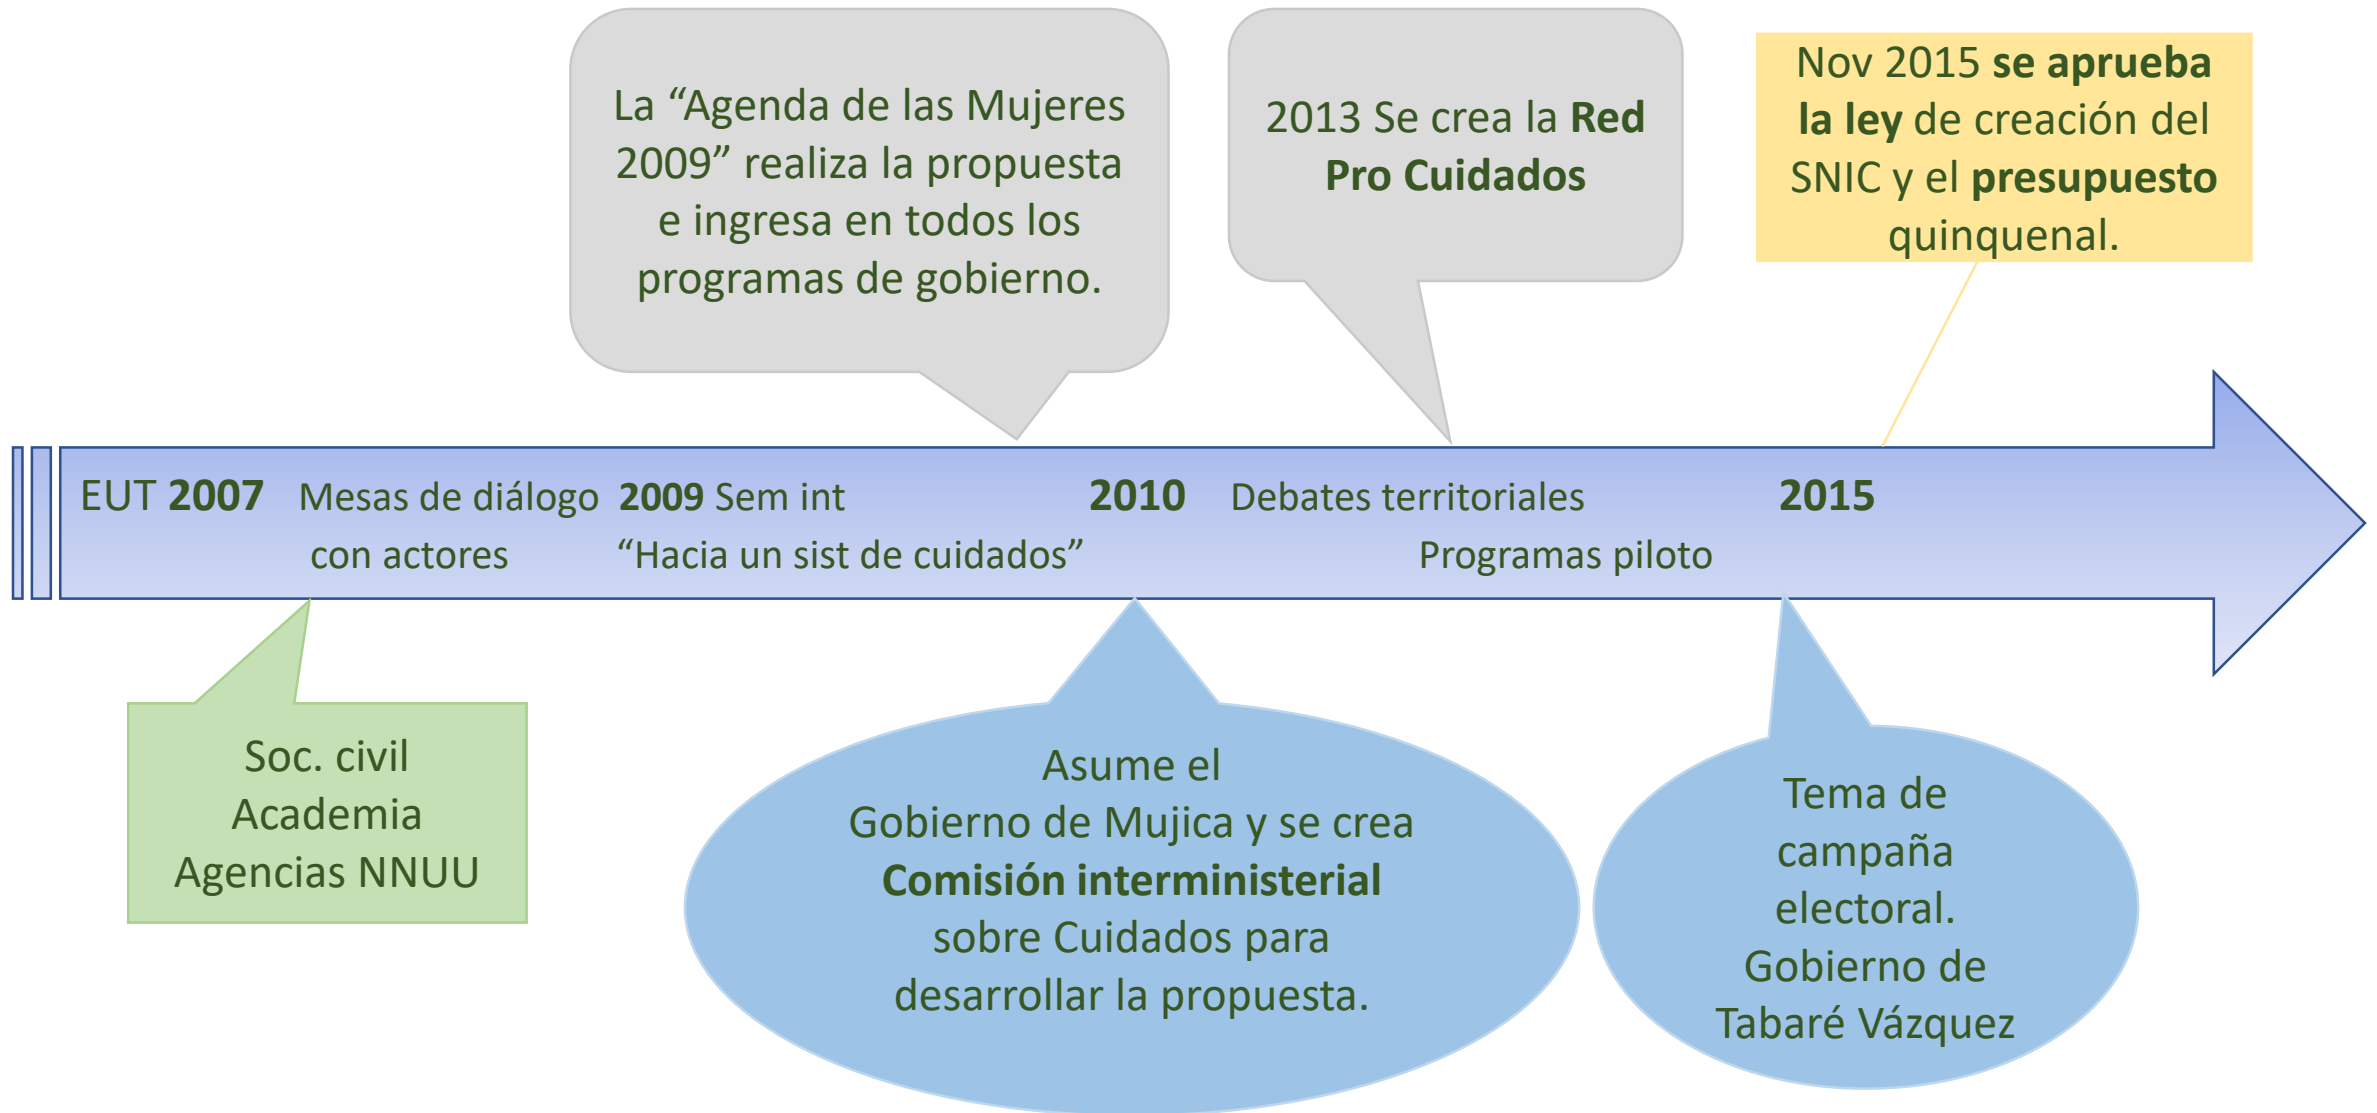 La “Agenda de las Mujeres
2009” realiza la propuesta
e ingresa en todos los
programas de gobierno.
2013 Se crea la Red
Pro Cuidados
Nov 2015 se aprueba
la ley de creación del
SNIC y el presupuesto
quinquenal.
EUT 2007 Mesas de diálogo 2009 Sem int 2010 Debates territoriales 2015
con actores “Hacia un sist de cuidados” Programas piloto
Soc. civil
Academia
Agencias NNUU
Asume el
Gobierno de Mujica y se crea
Comisión interministerial
sobre Cuidados para
desarrollar la propuesta.
Tema de
campaña
electoral.
Gobierno de
Tabaré Vázquez